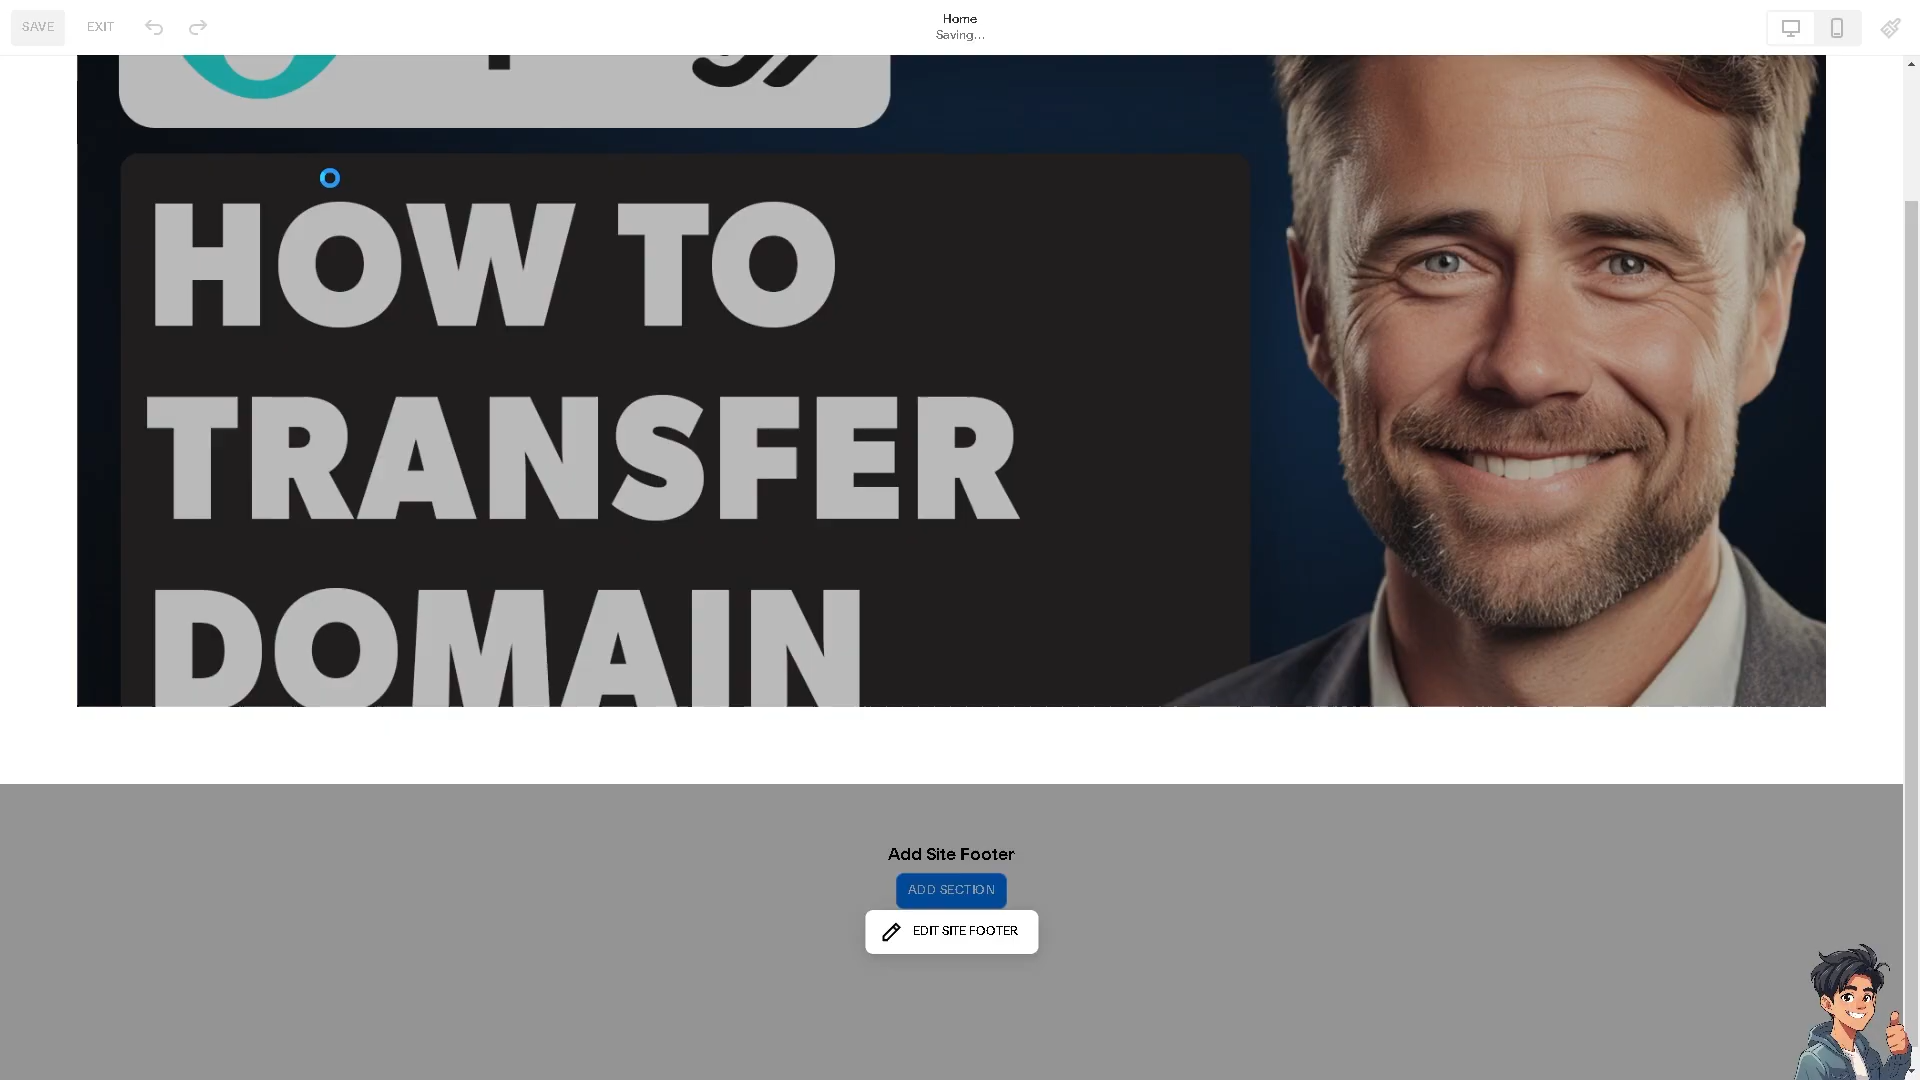 SAVE
EXIT
Home
Saving...
HOW TO
TRANSFER
DOMAIN
Add Site Footer
ADD SECTION
EDIT SITE FOOTER